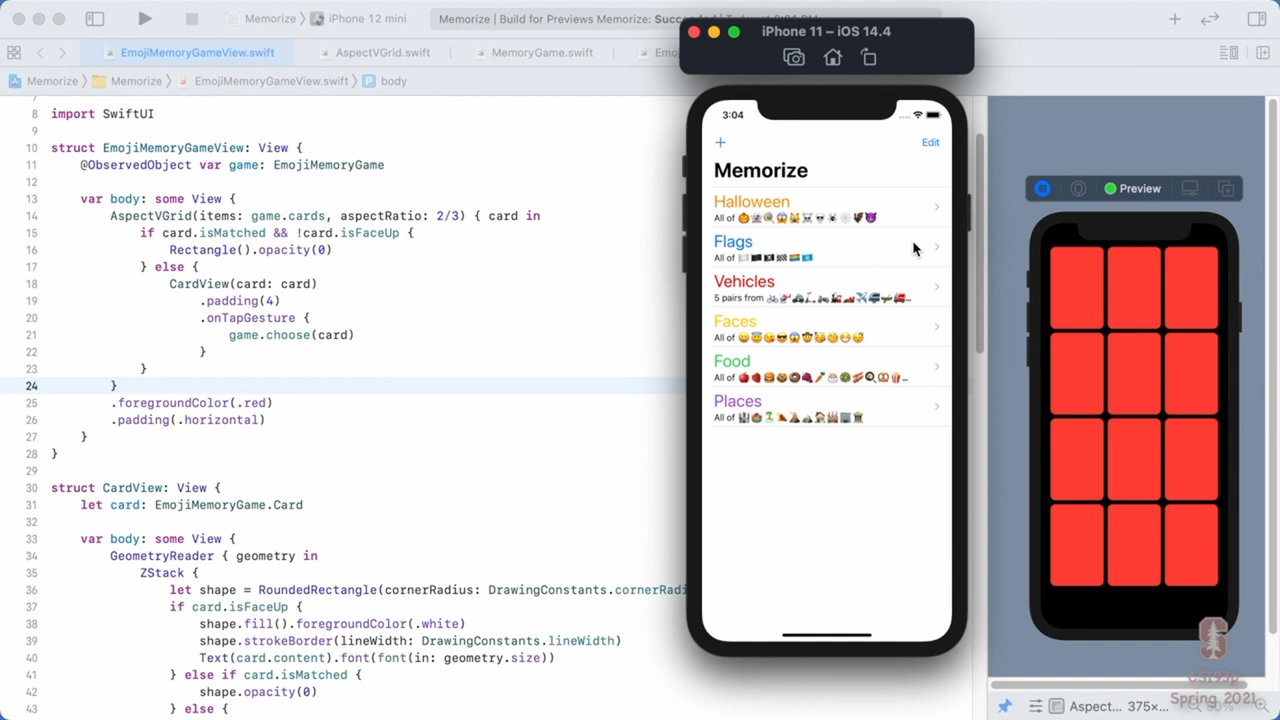 Memorize 〉 iPhone 12 mini
Memorize | Build for Previews Memorize:
EmojiMemoryGameView.swift
AspectVGrid.swift
MemoryGame.swift
Memorize 〉 Memorize 〉 EmojiMemoryGameView.swift 〉 P body
8 import SwiftUI
9
10 struct EmojiMemoryGameView: View {
11 @ObservedObject var game: EmojiMemoryGame
12
13 var body: some View {
14 AspectVGrid(items: game.cards, aspectRatio: 2/3) { card in
15 if card.isMatched && !card.isFaceUp {
16 Rectangle().opacity(0)
17 } else {
18 CardView(card: card)
19 .padding(4)
20 .onTapGesture {
21 game.choose(card)
22 }
23 }
24 }
25 .foregroundColor(.red)
26 .padding(.horizontal)
27 }
28 }
29
30 struct CardView: View {
31 let card: EmojiMemoryGame.Card
32
33 var body: some View {
34 GeometryReader { geometry in
35 ZStack {
36 let shape = RoundedRectangle(cornerRadius: DrawingConstants.cornerRadi
37 if card.isFaceUp {
38 shape.fill().foregroundColor(.white)
39 shape.strokeBorder(lineWidth: DrawingConstants.lineWidth)
40 Text(card.content).font(font(in: geometry.size))
41 } else if card.isMatched {
42 shape.opacity(0)
43 } else {
iPhone 11 – iOS 14.4
3:04
+ Edit
Memorize
Halloween
All of
Flags
All of
Vehicles
5 pairs from
Faces
All of
Food
All of
Places
All of
Preview
Aspect... 375×...
cs193p
Spring 2021